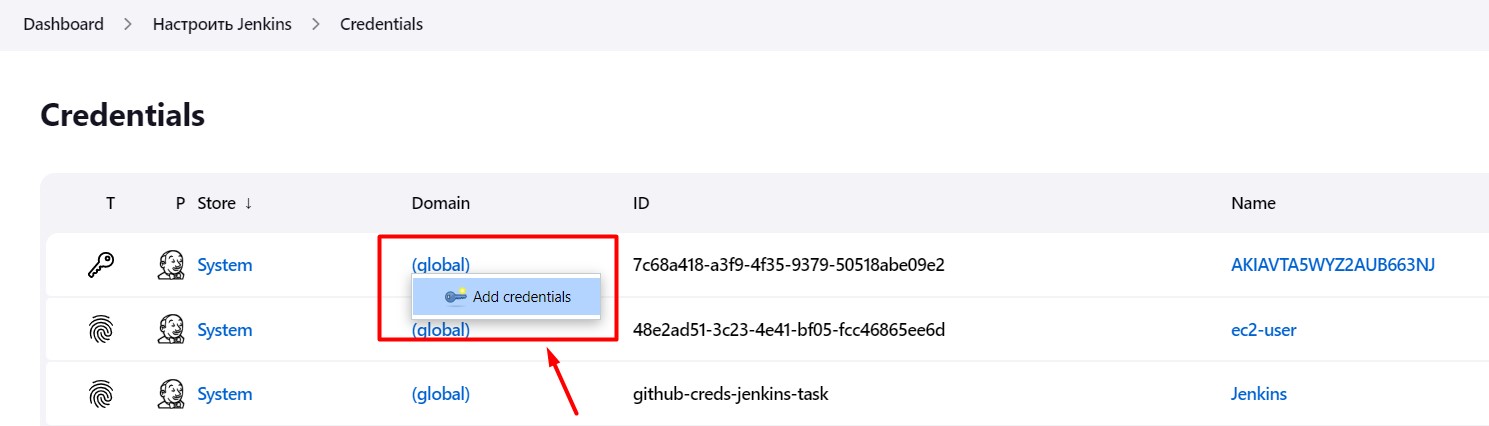 Dashboard > Настроить Jenkins > Credentials
Credentials
T P Store ↓ Domain ID Name
System (global) 7c68a418-a3f9-4f35-9379-50518abe09e2 AKIAVTA5WYZ2AUB663NJ
Add credentials
System (global) 48e2ad51-3c23-4e41-bf05-fcc46865ee6d ec2-user
System (global) github-creds-jenkins-task Jenkins